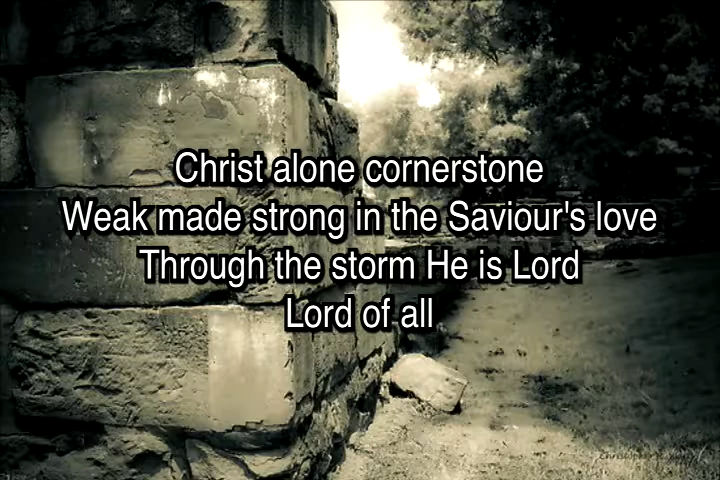 Christ alone cornerstone
Weak made strong in the Saviour's love
Through the storm He is Lord
Lord of all